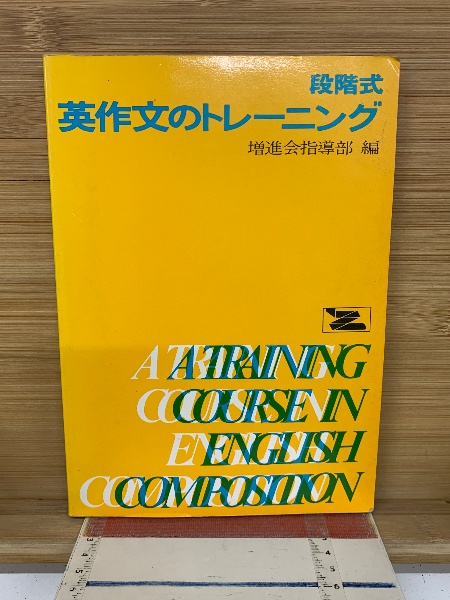 段階式
英作文のトレーニング
増進会指導部 編
Z
A TRAINING
COURSE IN
ENGLISH
COMPOSITION